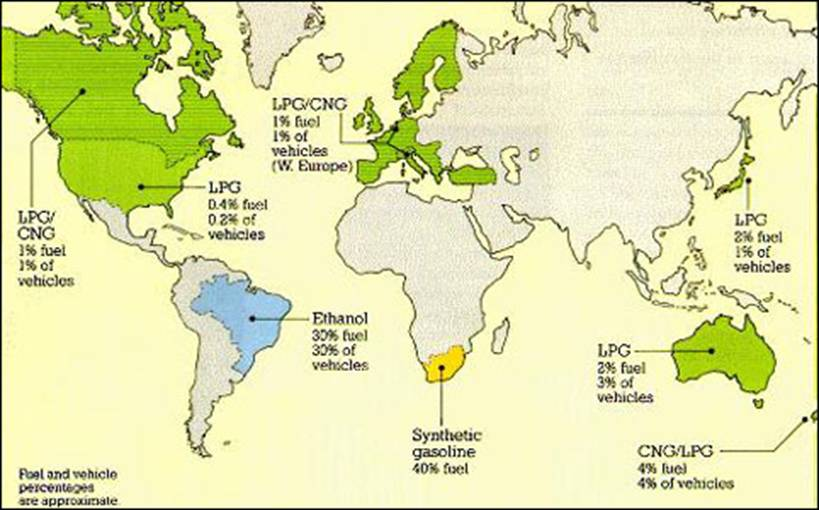 LPG/CNG
1% fuel
1% of
vehicles
(W. Europe)
LPG
0.4% fuel
0.2% of
vehicles
LPG/
CNG
1% fuel
1% of
vehicles
LPG
2% fuel
1% of
vehicles
Ethanol
30% fuel
30% of
vehicles
LPG
2% fuel
3% of
vehicles
Synthetic
gasoline
40% fuel
CNG/LPG
4% fuel
4% of vehicles
Fuel and vehicle
percentages
are approximate.